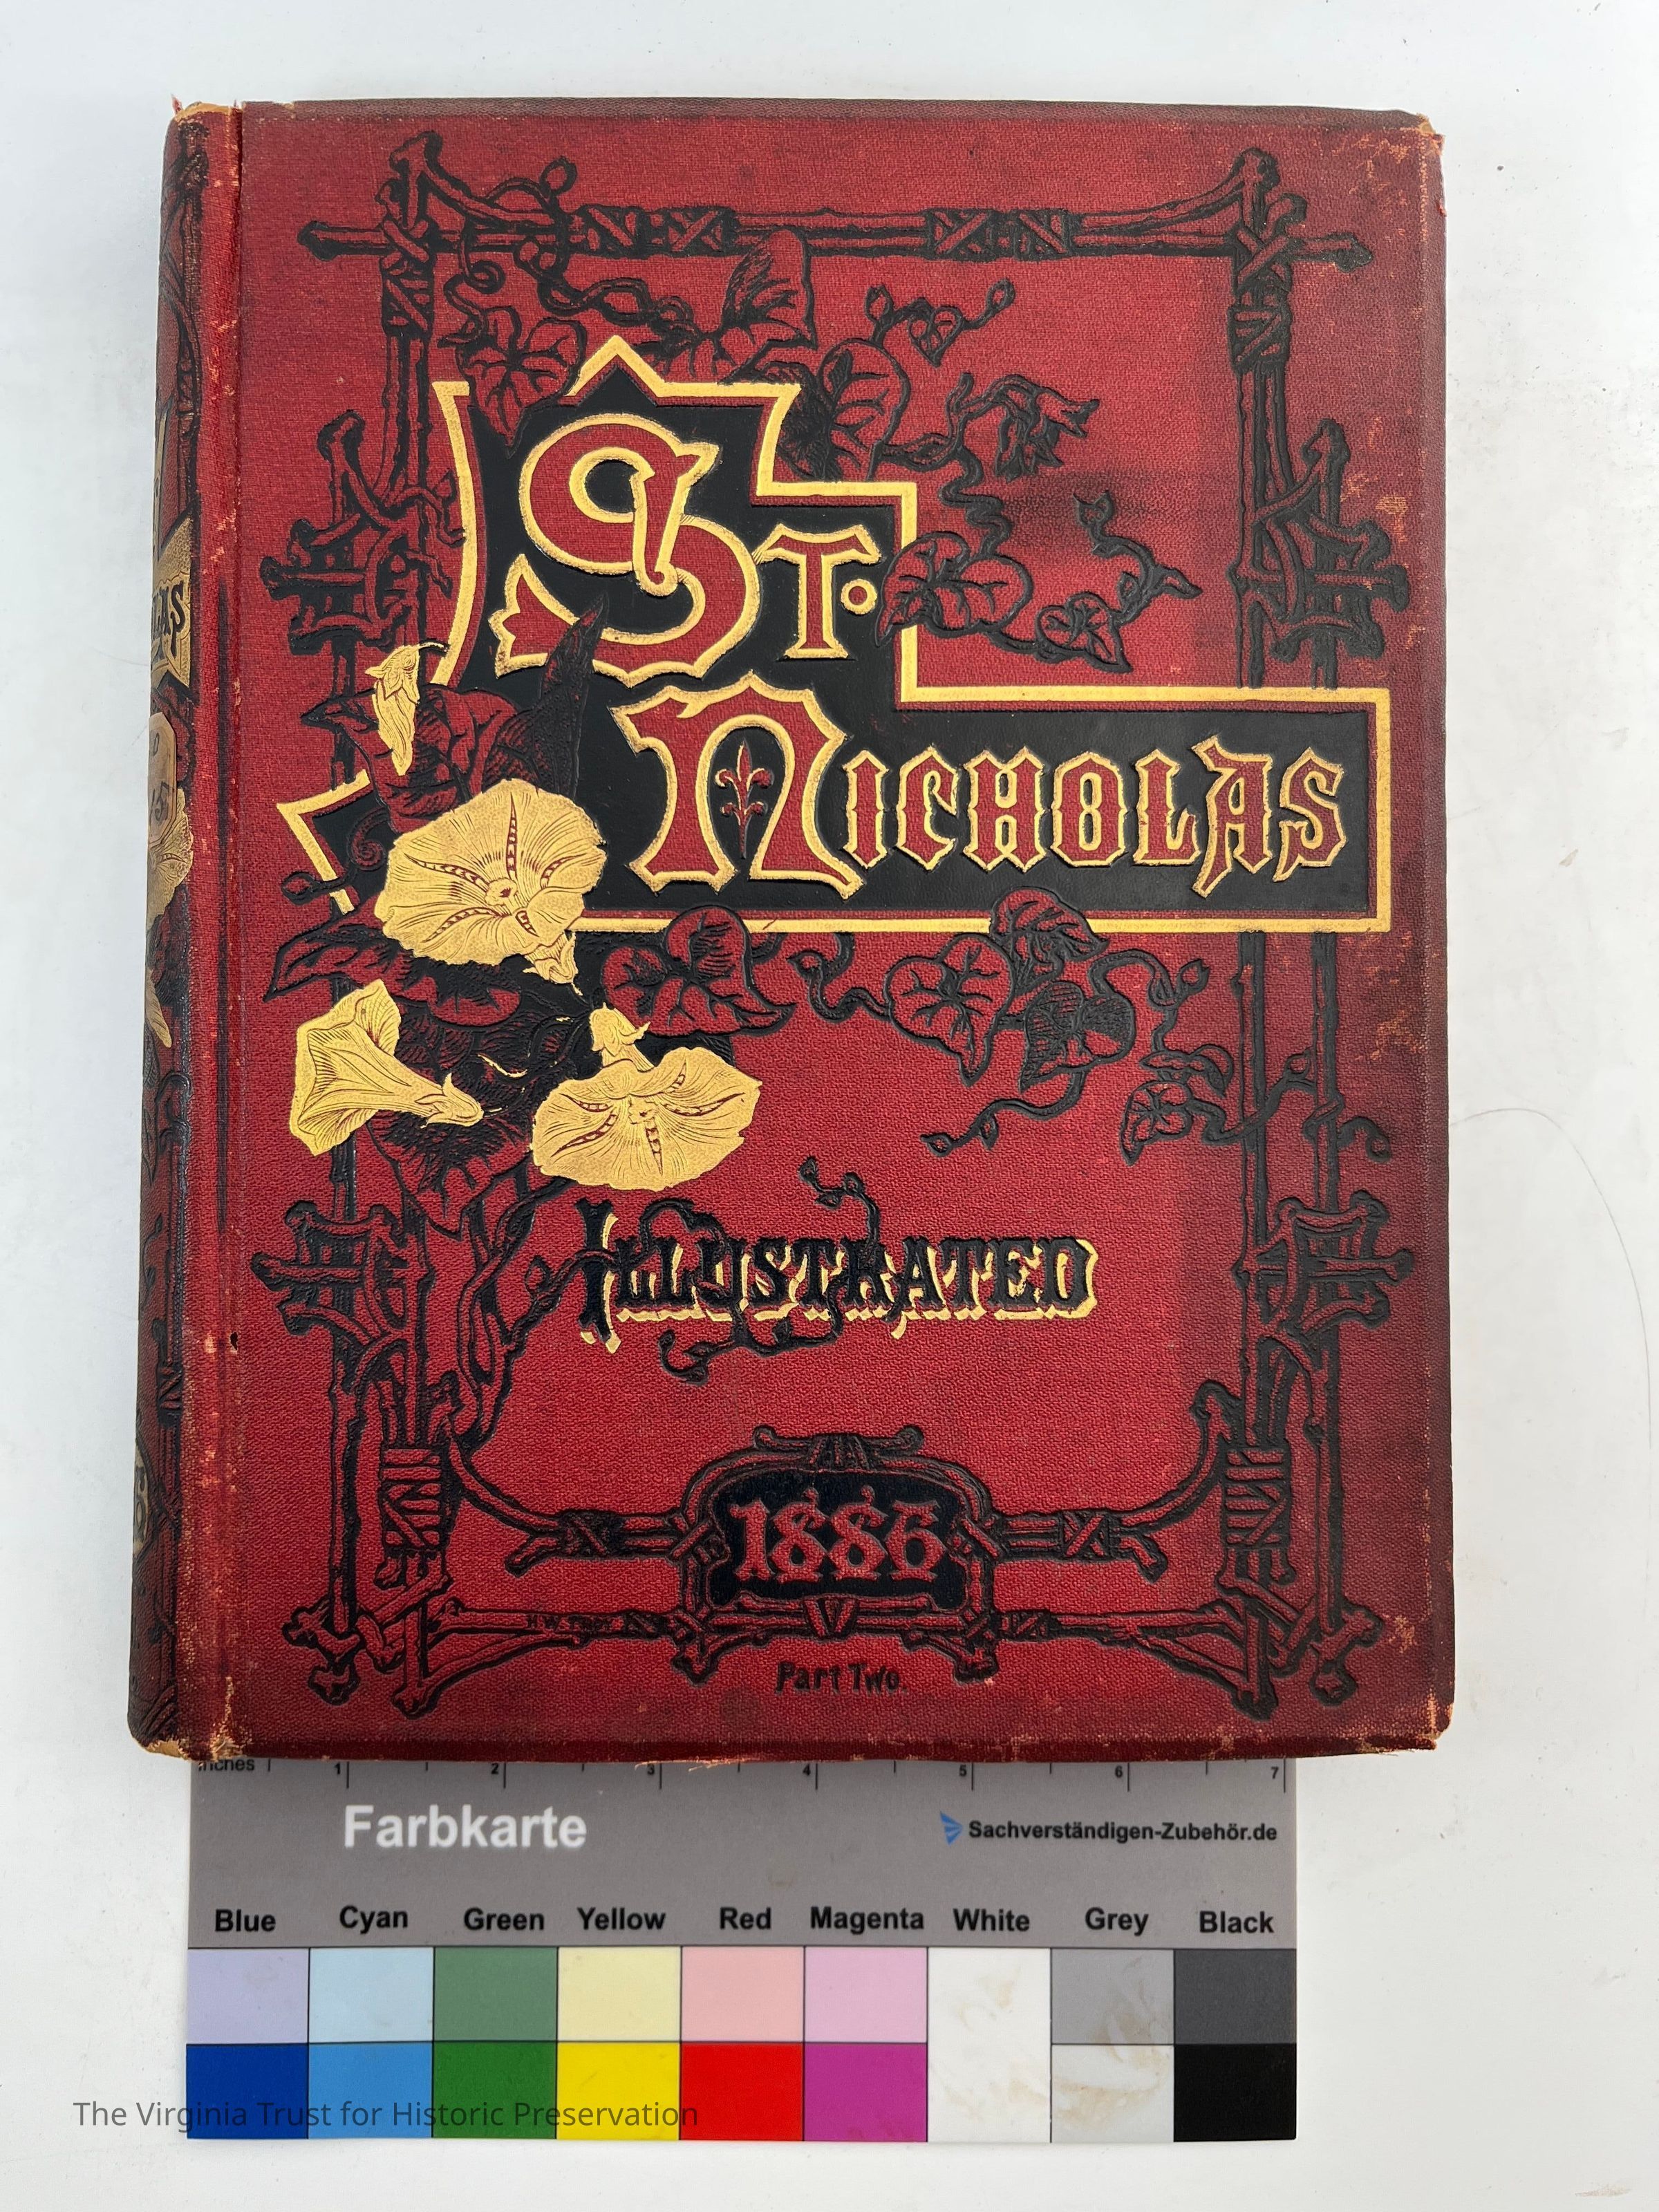 St.
Nicholas
Illustrated
1886
Part Two.
inches 1 2 3 4 5 6 7
Farbkarte
Sachverständigen-Zubehör.de
Blue Cyan Green Yellow Red Magenta White Grey Black
The Virginia Trust for Historic Preservation